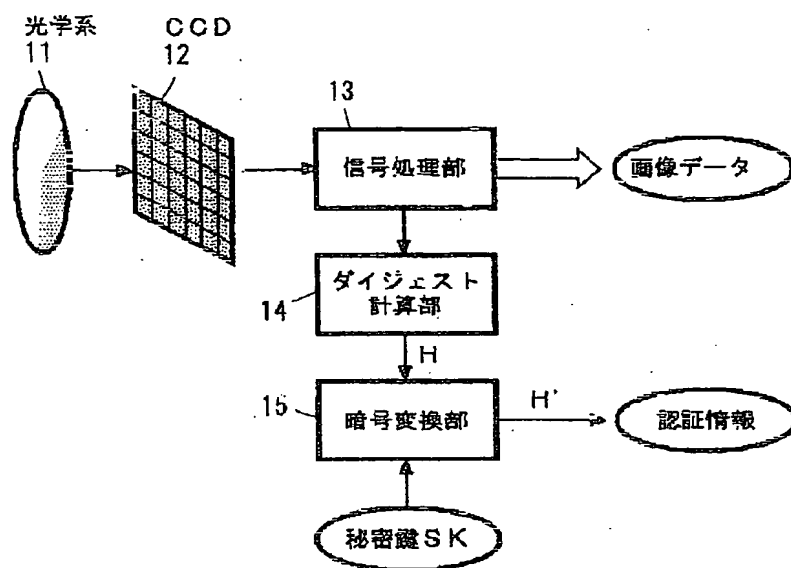 光学系
11
CCD
12
13
信号処理部
画像データ
14
ダイジェスト
計算部
H
15
暗号変換部
H'
認証情報
秘密鍵SK